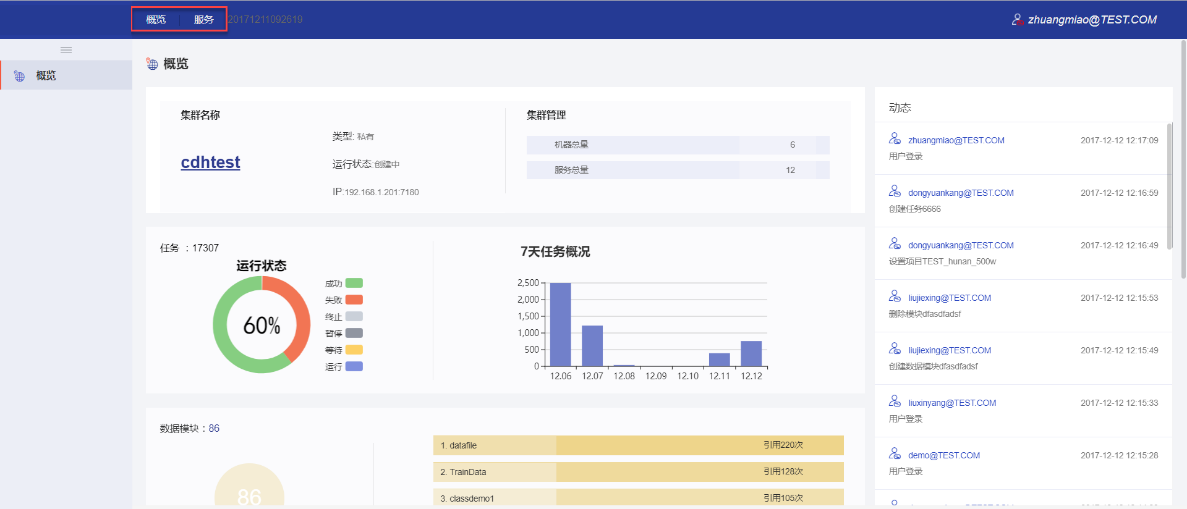 概览 服务 20171211092619
zhuangmiao@TEST.COM
概览
概览
集群名称
cdhtest
类型: 私有
运行状态:创建中
IP:192.168.1.201:7180
集群管理
机器总量 6
服务总量 12
任务 ：17307
运行状态
60%
成功
失败
终止
暂停
等待
运行
7天任务概况
2,500
2,000
1,500
1,000
500
0
12.06 12.07 12.08 12.09 12.10 12.11 12.12
数据模块：86
86
1. datafile 引用220次
2. TrainData 引用128次
3. classdemo1 引用105次
动态
zhuangmiao@TEST.COM 2017-12-12 12:17:09
用户登录
dongyuankang@TEST.COM 2017-12-12 12:16:59
创建任务6666
dongyuankang@TEST.COM 2017-12-12 12:16:49
设置项目TEST_hunan_500w
liujiexing@TEST.COM 2017-12-12 12:15:53
删除模块dfasdfadsf
liujiexing@TEST.COM 2017-12-12 12:15:49
创建数据模块dfasdfadsf
liuxinyang@TEST.COM 2017-12-12 12:15:33
用户登录
demo@TEST.COM 2017-12-12 12:15:28
用户登录